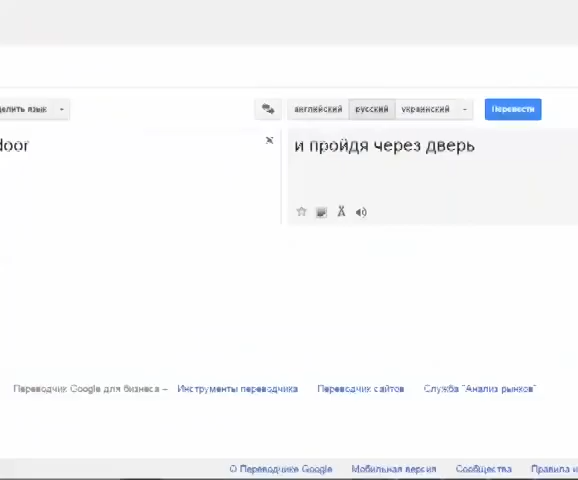 елить язык английский русский украинский Перевести
door и пройдя через дверь
Переводчик Google для бизнеса – Инструменты переводчика Переводчик сайтов Служба "Анализ рынков"
О Переводчике Google Мобильная версия Сообщества Правила и